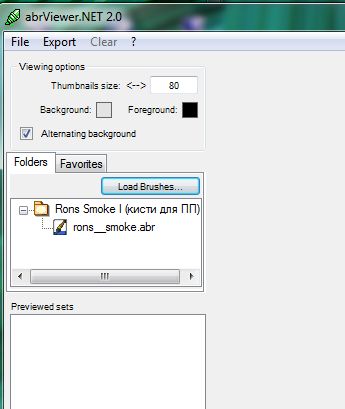 abrViewer.NET 2.0
File Export Clear ?
Viewing options
Thumbnails size: <--> 80
Background: Foreground:
Alternating background
Folders Favorites
Load Brushes...
Rons Smoke I (кисти для ПП)
rons__smoke.abr
Previewed sets